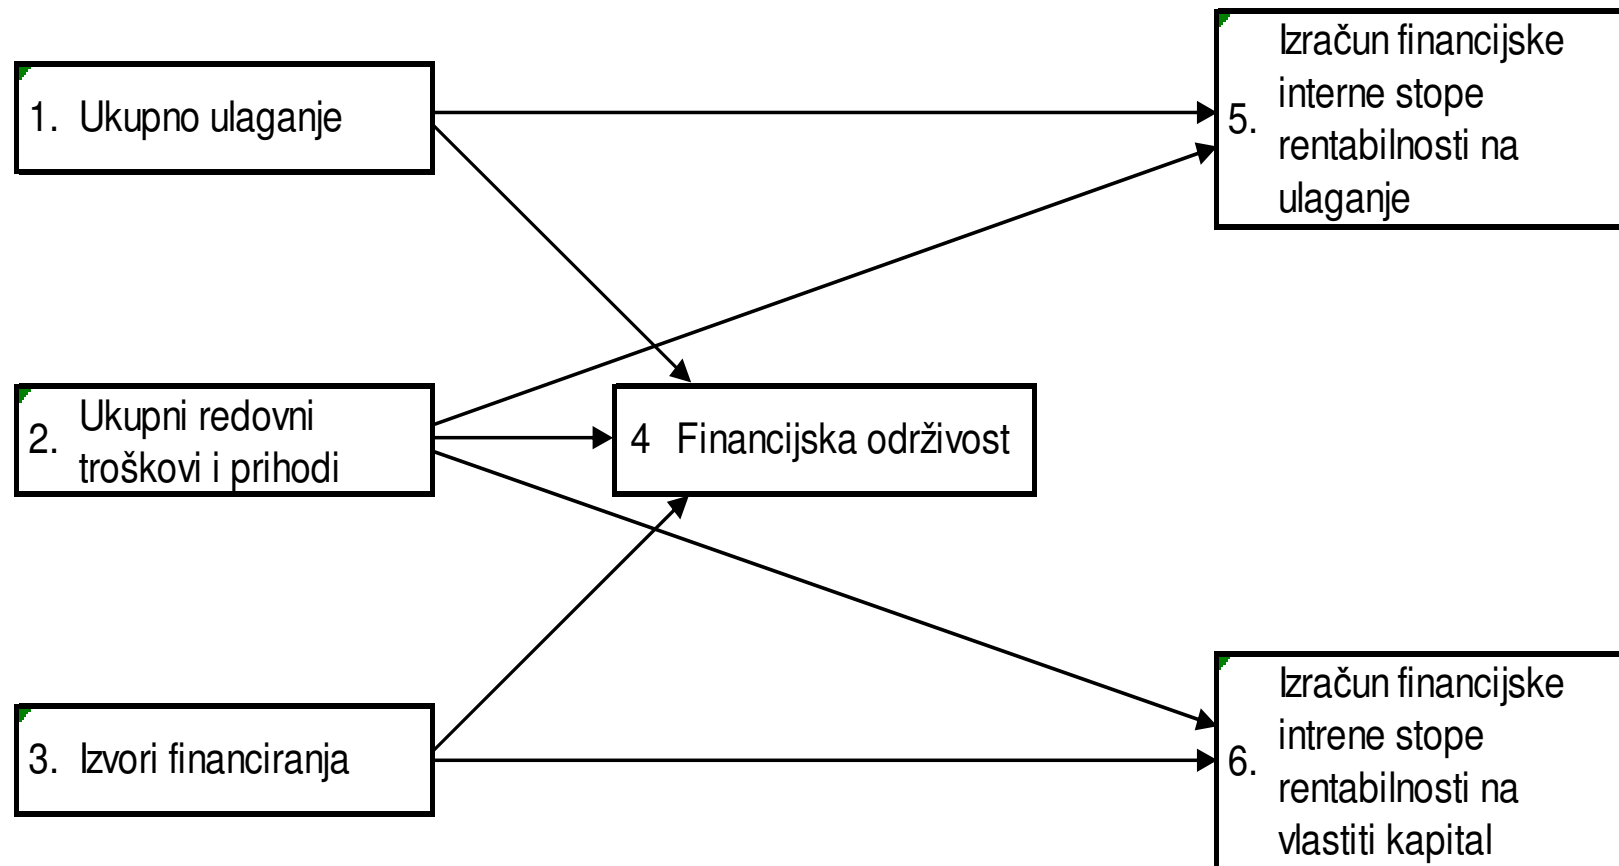 1. Ukupno ulaganje
2. Ukupni redovni
troškovi i prihodi
3. Izvori financiranja
4 Financijska održivost
5. Izračun financijske
interne stope
rentabilnosti na
ulaganje
6. Izračun financijske
intrene stope
rentabilnosti na
vlastiti kapital